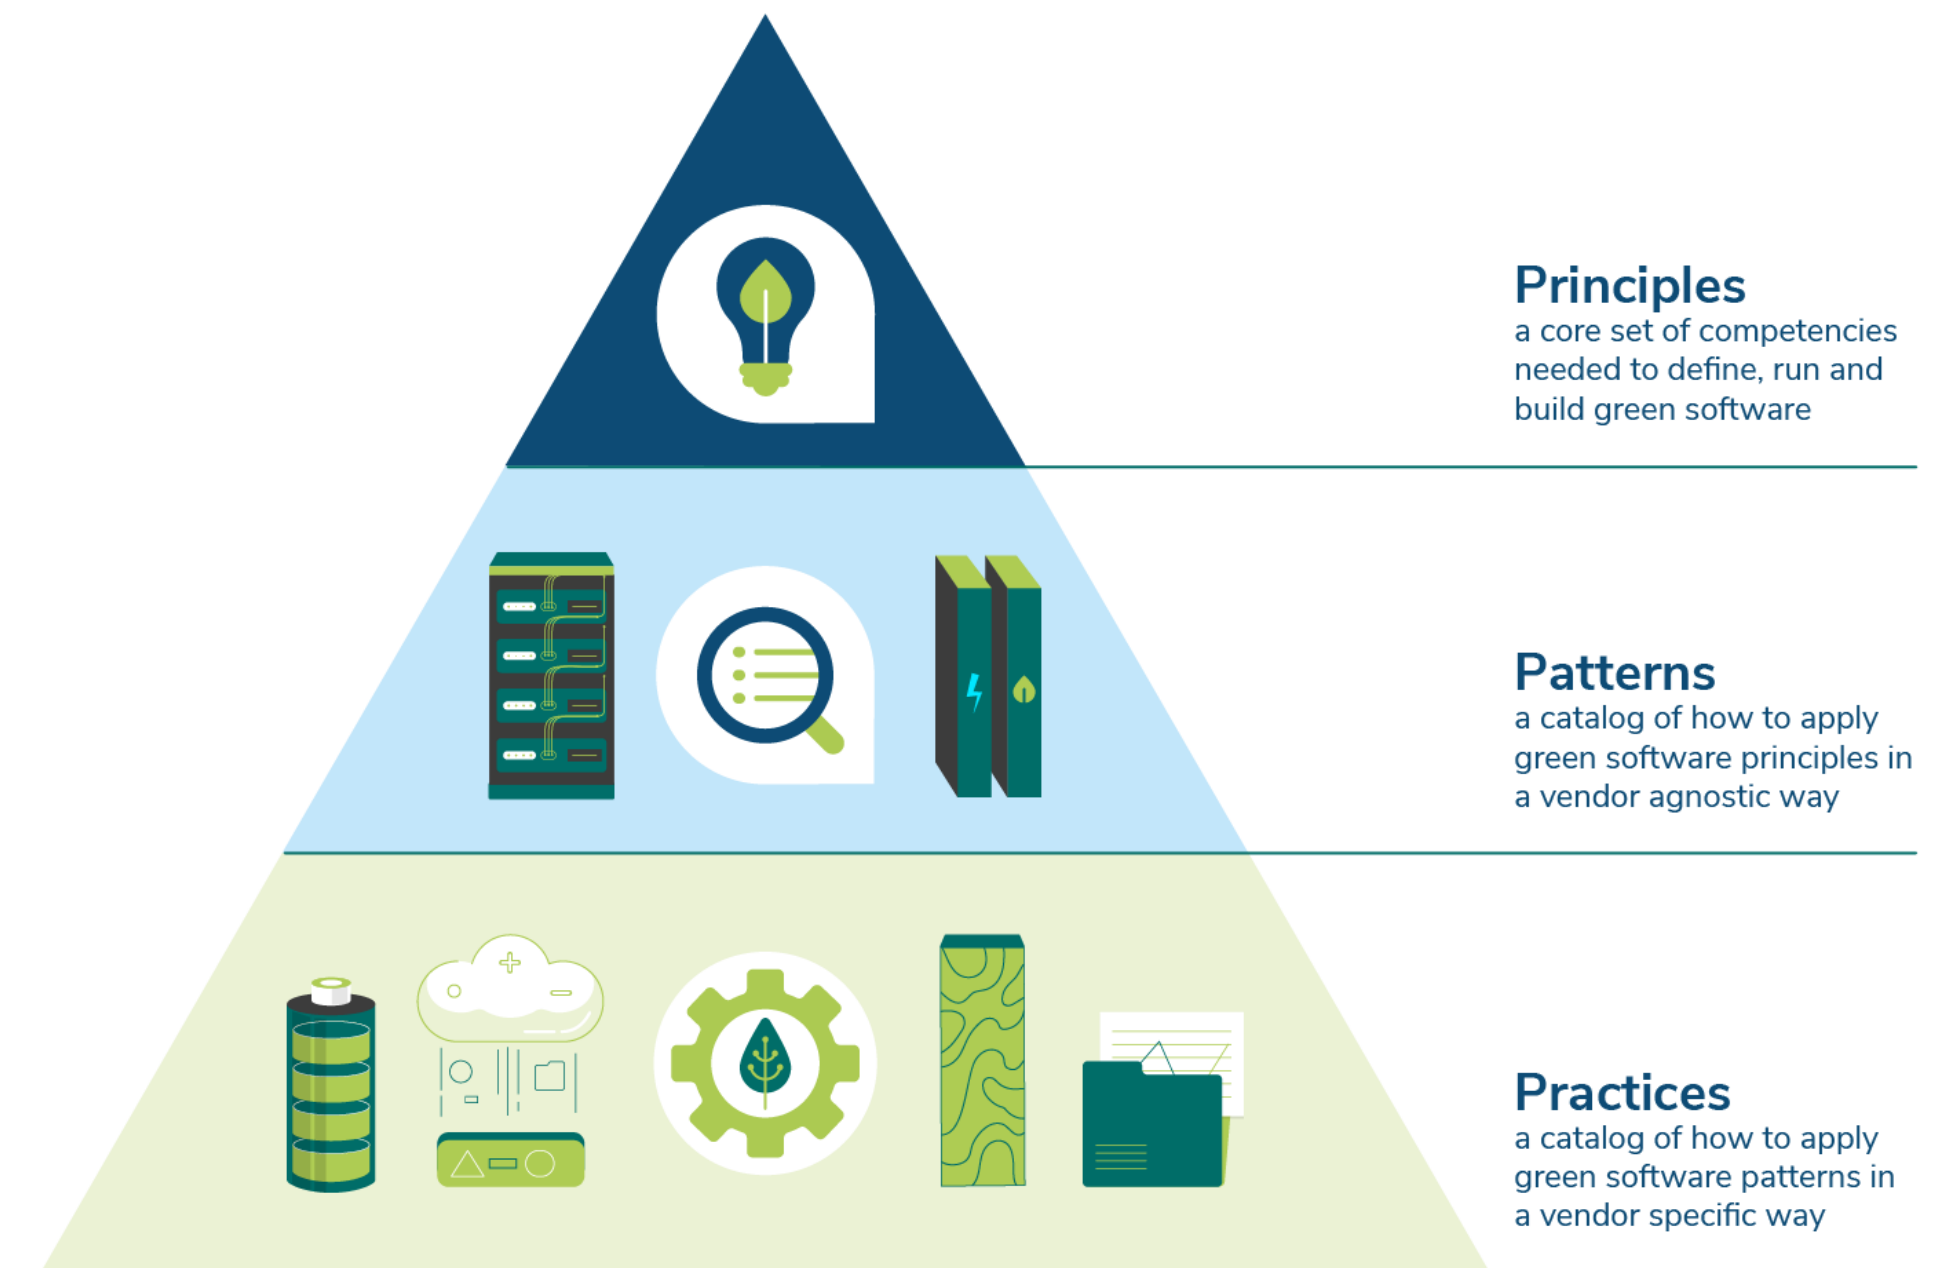 Principles
a core set of competencies
needed to define, run and
build green software
Patterns
a catalog of how to apply
green software principles in
a vendor agnostic way
Practices
a catalog of how to apply
green software patterns in
a vendor specific way